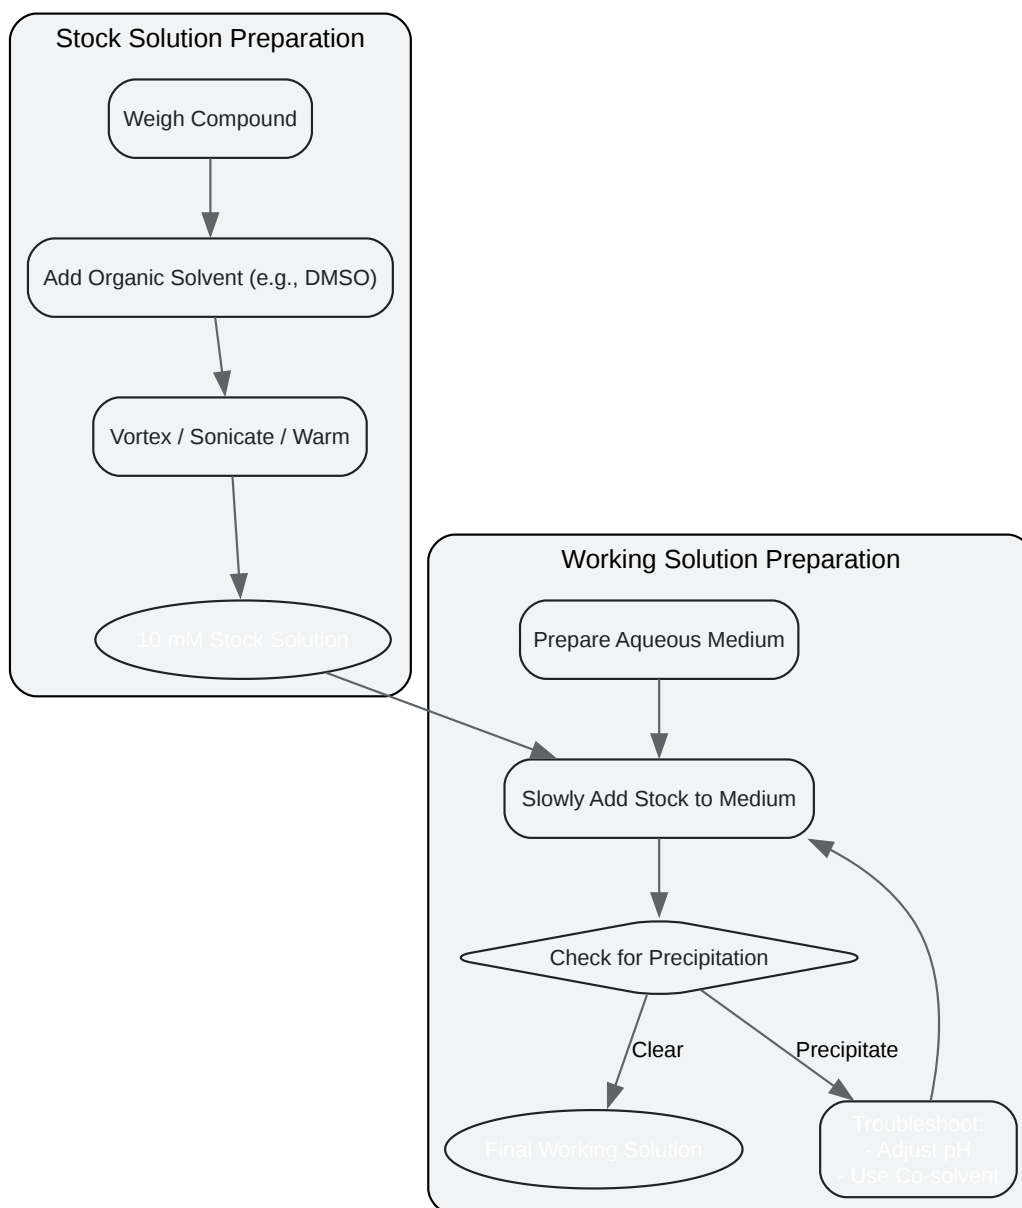 Stock Solution Preparation
Weigh Compound
Add Organic Solvent (e.g., DMSO)
Vortex / Sonicate / Warm
10 mM Stock Solution
Working Solution Preparation
Prepare Aqueous Medium
Slowly Add Stock to Medium
Check for Precipitation
Clear
Precipitate
Final Working Solution
Troubleshoot:
- Adjust pH
- Use Co-solvent